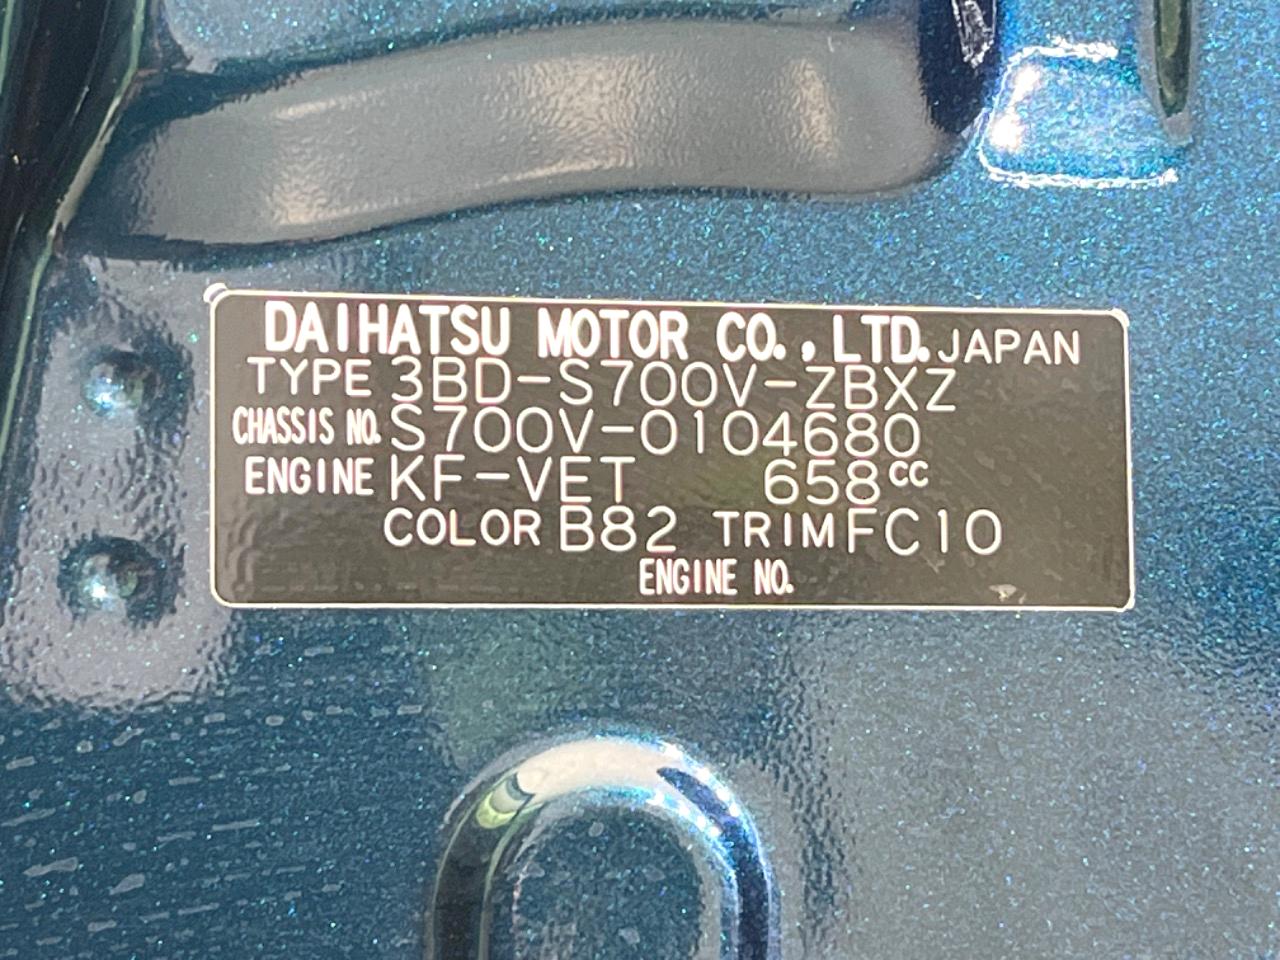 DAIHATSU MOTOR CO., LTD. JAPAN
TYPE 3BD-S700V-ZBXZ
CHASSIS NO. S700V-0104680
ENGINE KF-VET 658cc
COLOR B82 TRIM FC10
ENGINE NO.